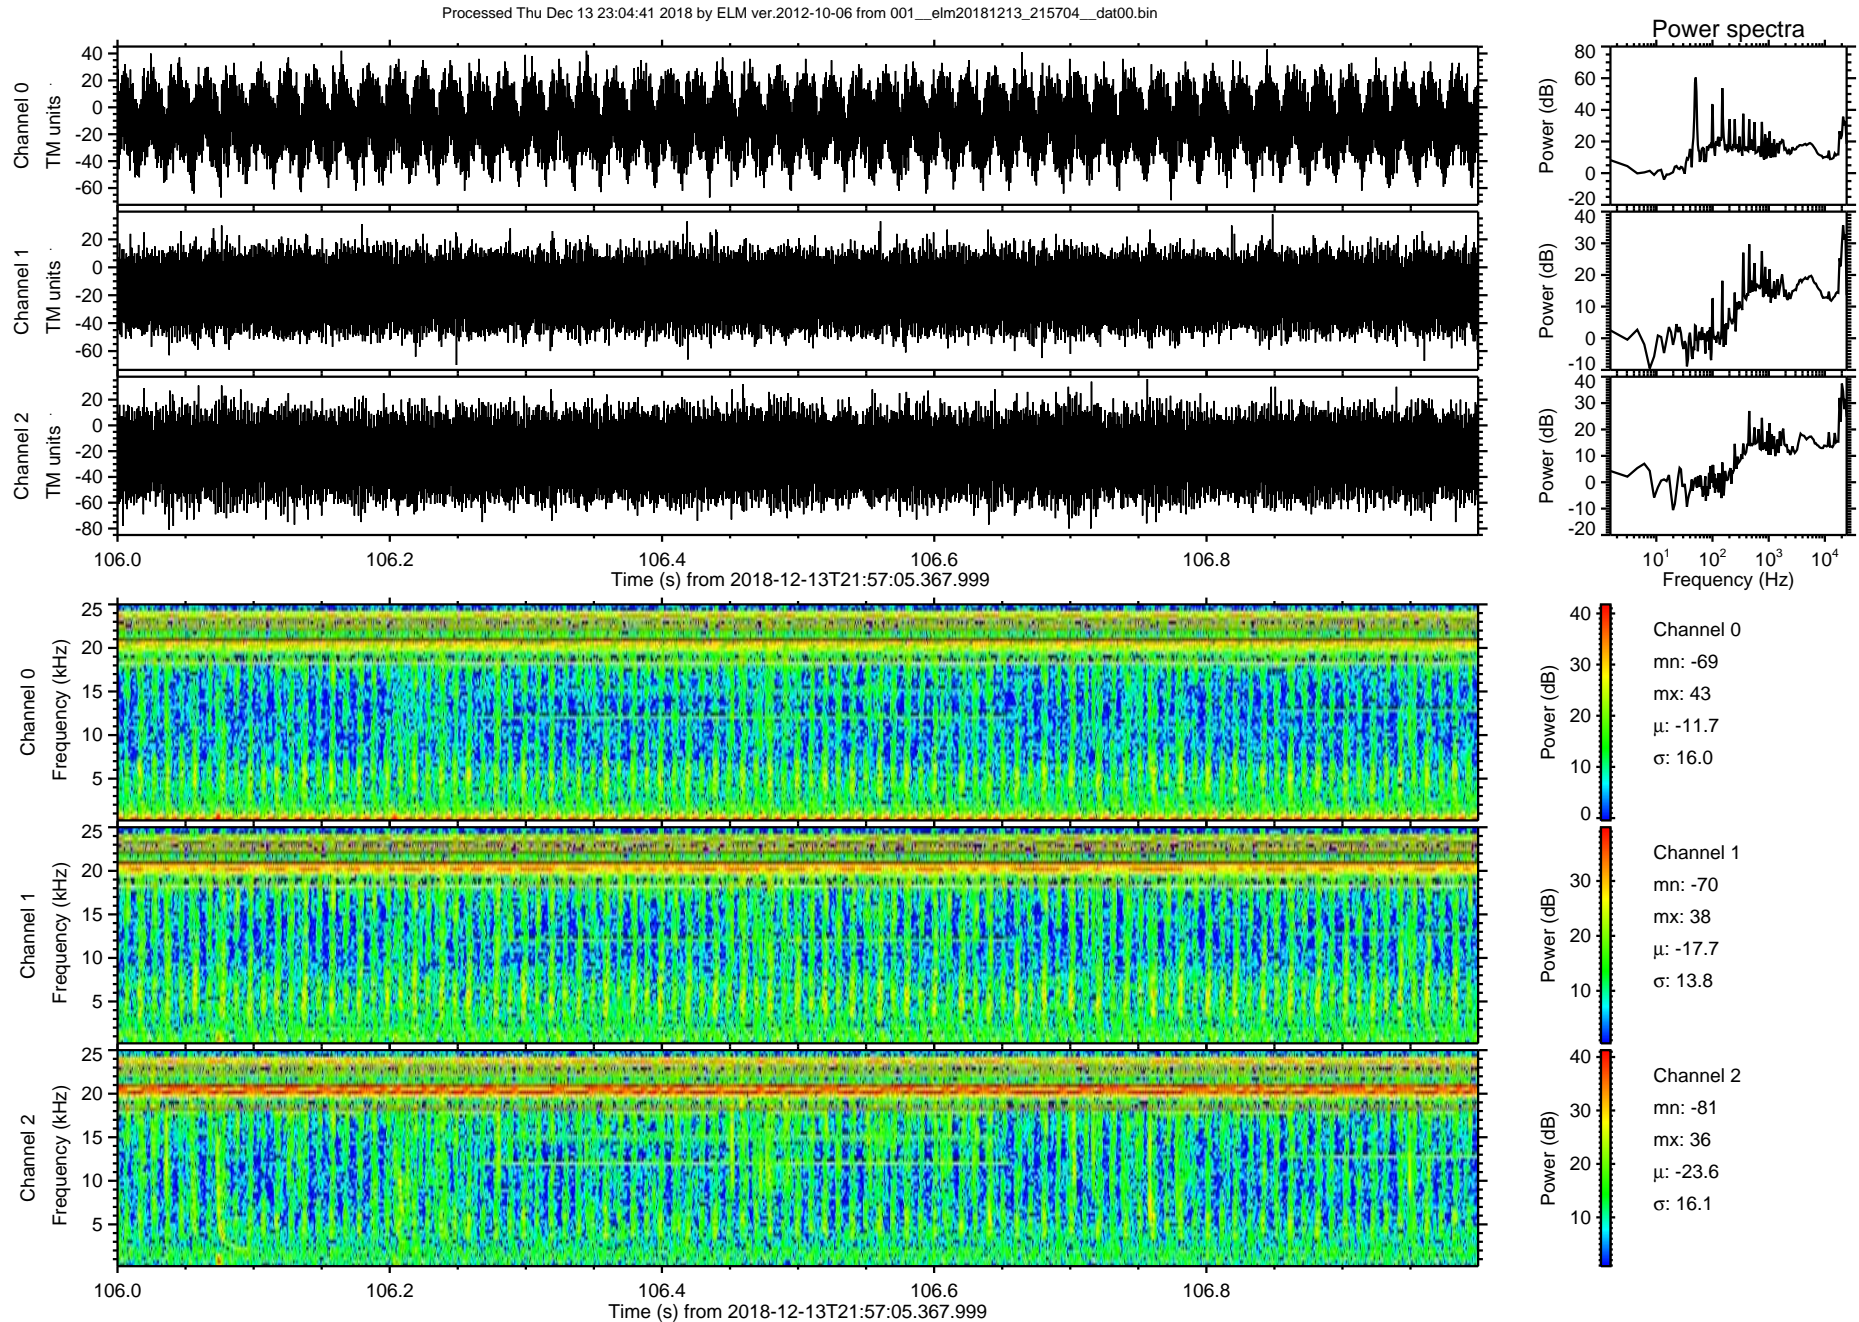 Processed Thu Dec 13 23:04:41 2018 by ELM ver.2012-10-06 from 001__elm20181213_215704__dat00.bin
Power spectra
Channel 0
TM units
40
20
0
-20
-40
-60
Power (dB)
80
60
40
20
0
-20
Channel 1
TM units
20
0
-20
-40
-60
Power (dB)
40
30
20
10
0
-10
Channel 2
TM units
20
0
-20
-40
-60
-80
Power (dB)
40
30
20
10
0
-10
-20
106.0 106.2 106.4 106.6 106.8
Time (s) from 2018-12-13T21:57:05.367.999
10^1 10^2 10^3 10^4
Frequency (Hz)
Channel 0
Frequency (kHz)
25
20
15
10
5
Power (dB)
40
30
20
10
0
Channel 0
mn: -69
mx: 43
μ: -11.7
σ: 16.0
Channel 1
Frequency (kHz)
25
20
15
10
5
Power (dB)
30
20
10
Channel 1
mn: -70
mx: 38
μ: -17.7
σ: 13.8
Channel 2
Frequency (kHz)
25
20
15
10
5
Power (dB)
40
30
20
10
Channel 2
mn: -81
mx: 36
μ: -23.6
σ: 16.1
106.0 106.2 106.4 106.6 106.8
Time (s) from 2018-12-13T21:57:05.367.999